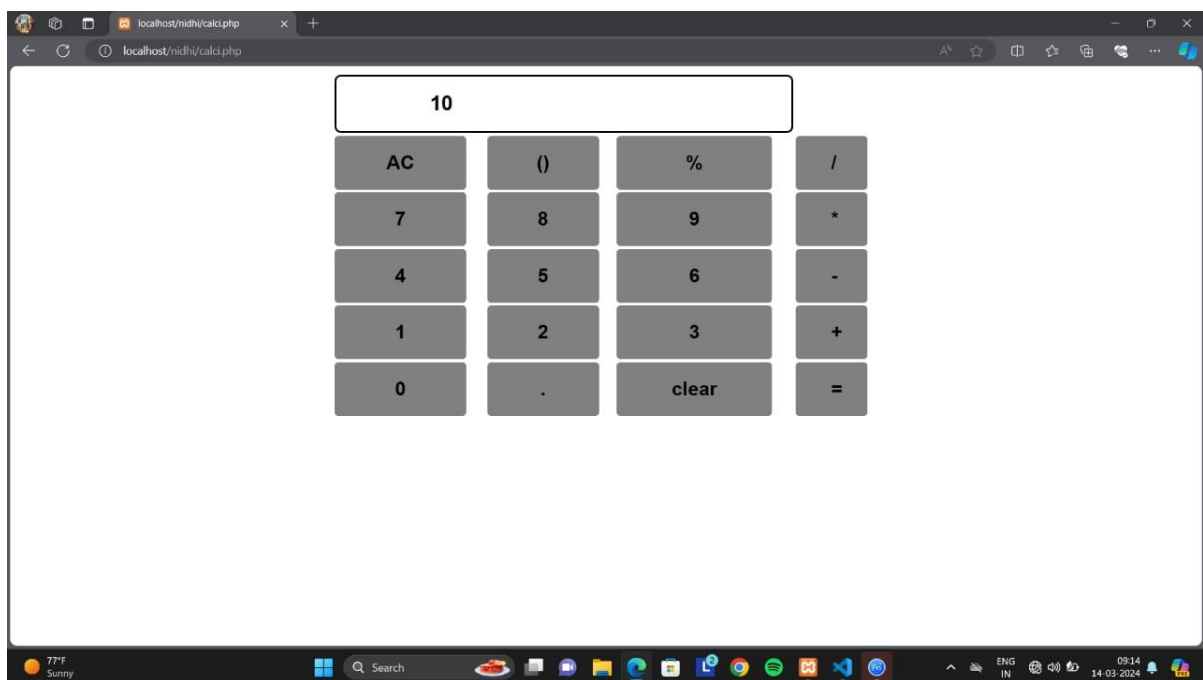 localhost/nidhi/calci.php
localhost/nidhi/calci.php
10
AC () % /
7 8 9 *
4 5 6 -
1 2 3 +
0 . clear =
77°F
Sunny
Search
2
ENG
IN
09:14
14-03-2024